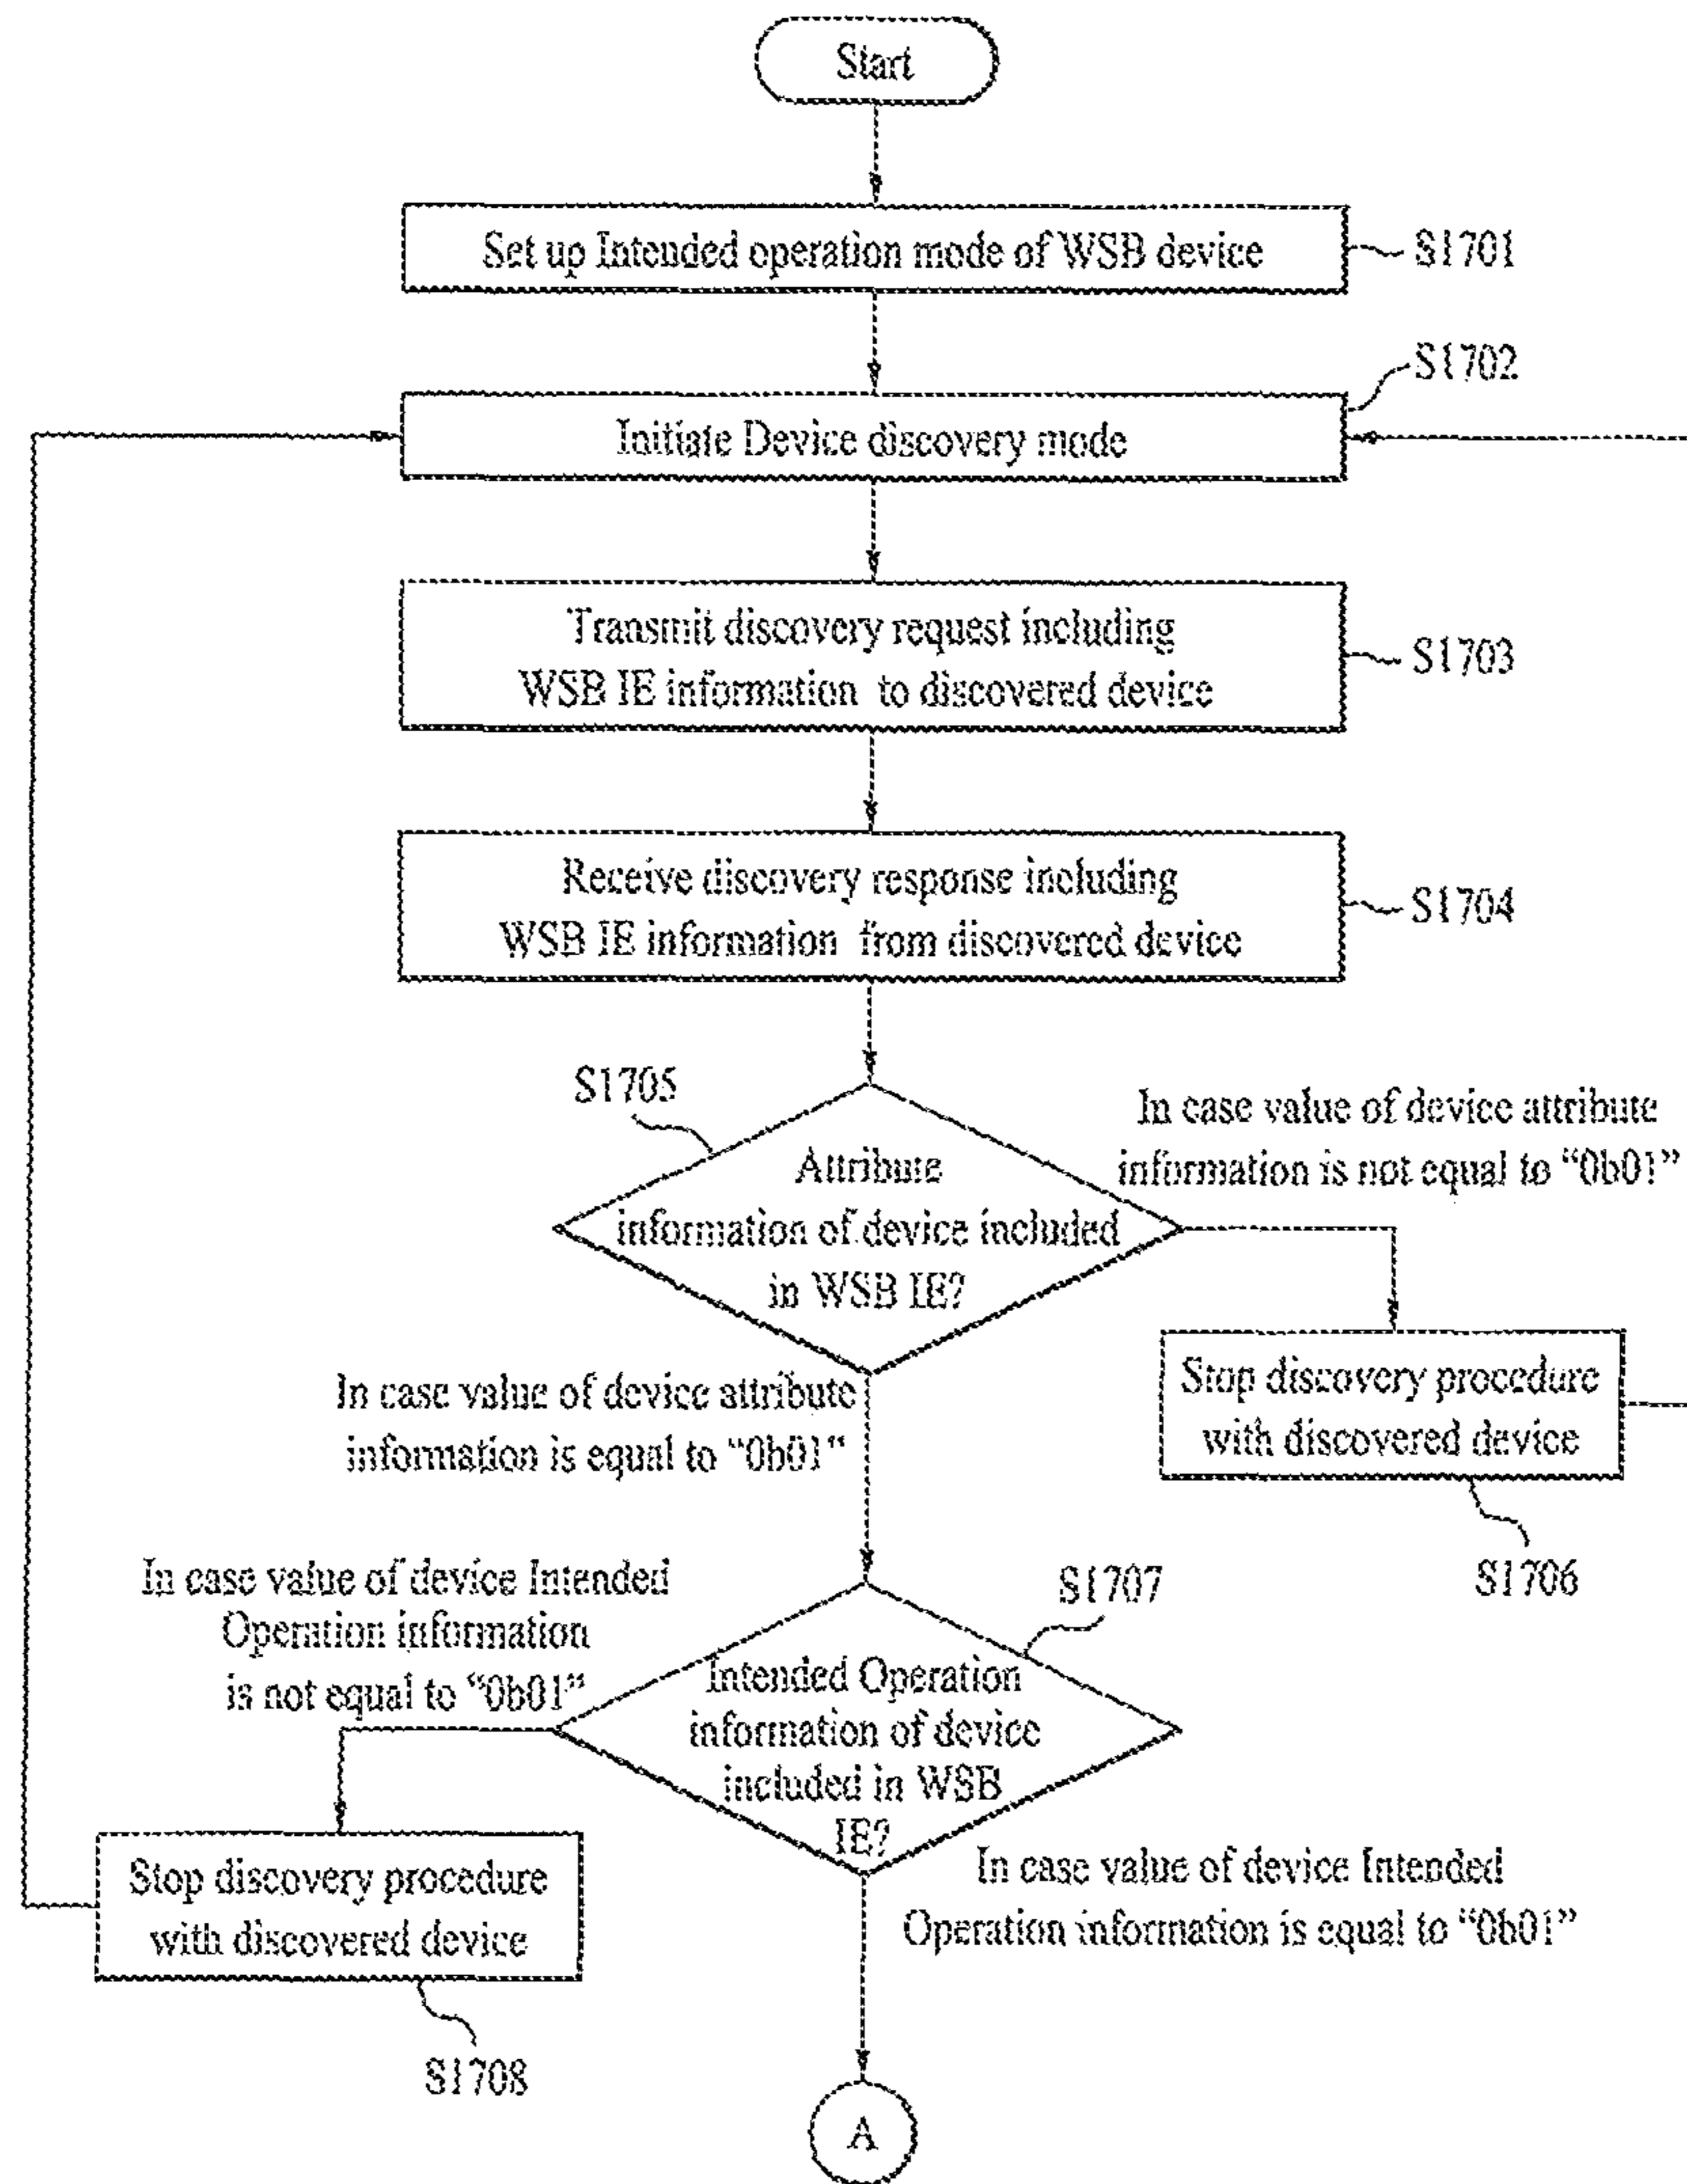 Start
Set up Intended operation mode of WSB device
S1701
S1702
Initiate Device discovery mode
Transmit discovery request including
WSB IE information to discovered device
S1703
Receive discovery response including
WSB IE information from discovered device
S1704
S1705
Attribute
information of device included
in WSB IE?
In case value of device attribute
information is not equal to “0b01”
Stop discovery procedure
with discovered device
S1706
In case value of device attribute
information is equal to “0b01”
S1707
Intended Operation
information of device
included in WSB
IE?
In case value of device Intended
Operation information
is not equal to “0b01”
Stop discovery procedure
with discovered device
S1708
In case value of device Intended
Operation information is equal to “0b01”
A